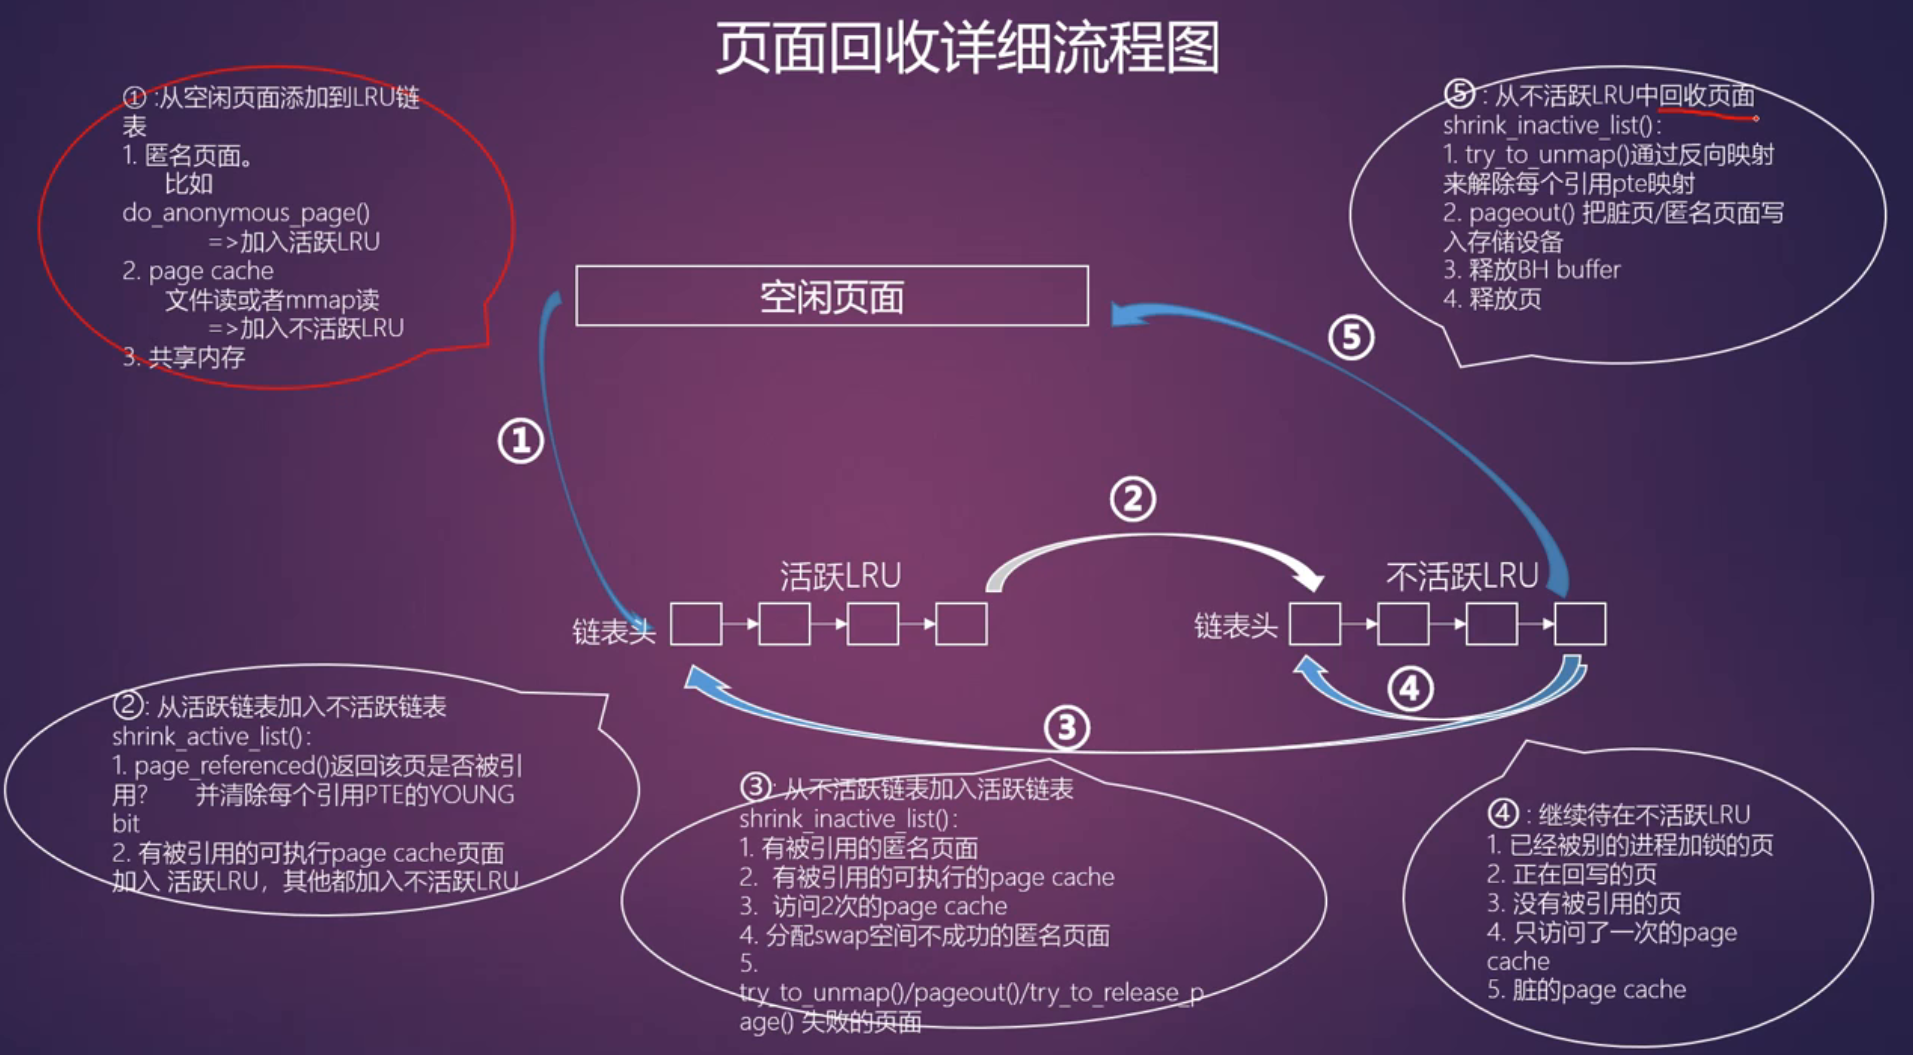 页面回收详细流程图
① :从空闲页面添加到LRU链
表
1. 匿名页面。
比如
do_anonymous_page()
=>加入活跃LRU
2. page cache
文件读或者mmap读
=>加入不活跃LRU
3. 共享内存
⑤ : 从不活跃LRU中回收页面
shrink_inactive_list():
1. try_to_unmap()通过反向映射
来解除每个引用pte映射
2. pageout() 把脏页/匿名页面写
入存储设备
3. 释放BH buffer
4. 释放页
空闲页面
⑤
①
②
活跃LRU
不活跃LRU
链表头
链表头
④
③
②: 从活跃链表加入不活跃链表
shrink_active_list():
1. page_referenced()返回该页是否被引
用? 并清除每个引用PTE的YOUNG
bit
2. 有被引用的可执行page cache页面
加入 活跃LRU，其他都加入不活跃LRU
③: 从不活跃链表加入活跃链表
shrink_inactive_list():
1. 有被引用的匿名页面
2. 有被引用的可执行的page cache
3. 访问2次的page cache
4. 分配swap空间不成功的匿名页面
5.
try_to_unmap()/pageout()/try_to_release_p
age() 失败的页面
④ : 继续待在不活跃LRU
1. 已经被别的进程加锁的页
2. 正在回写的页
3. 没有被引用的页
4. 只访问了一次的page
cache
5. 脏的page cache